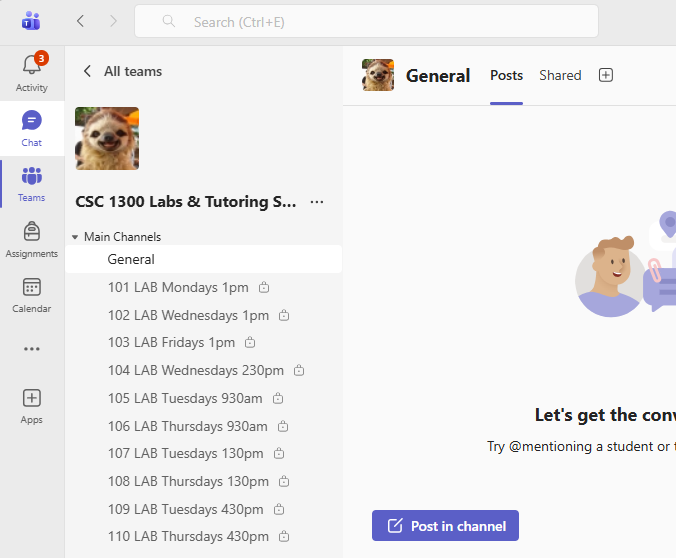 Search (Ctrl+E)
3
Activity
Chat
Teams
Assignments
Calendar
Apps
All teams
CSC 1300 Labs & Tutoring S...
Main Channels
General
101 LAB Mondays 1pm
102 LAB Wednesdays 1pm
103 LAB Fridays 1pm
104 LAB Wednesdays 230pm
105 LAB Tuesdays 930am
106 LAB Thursdays 930am
107 LAB Tuesdays 130pm
108 LAB Thursdays 130pm
109 LAB Tuesdays 430pm
110 LAB Thursdays 430pm
General Posts Shared
Let's get the conv
Try @mentioning a student or t
Post in channel